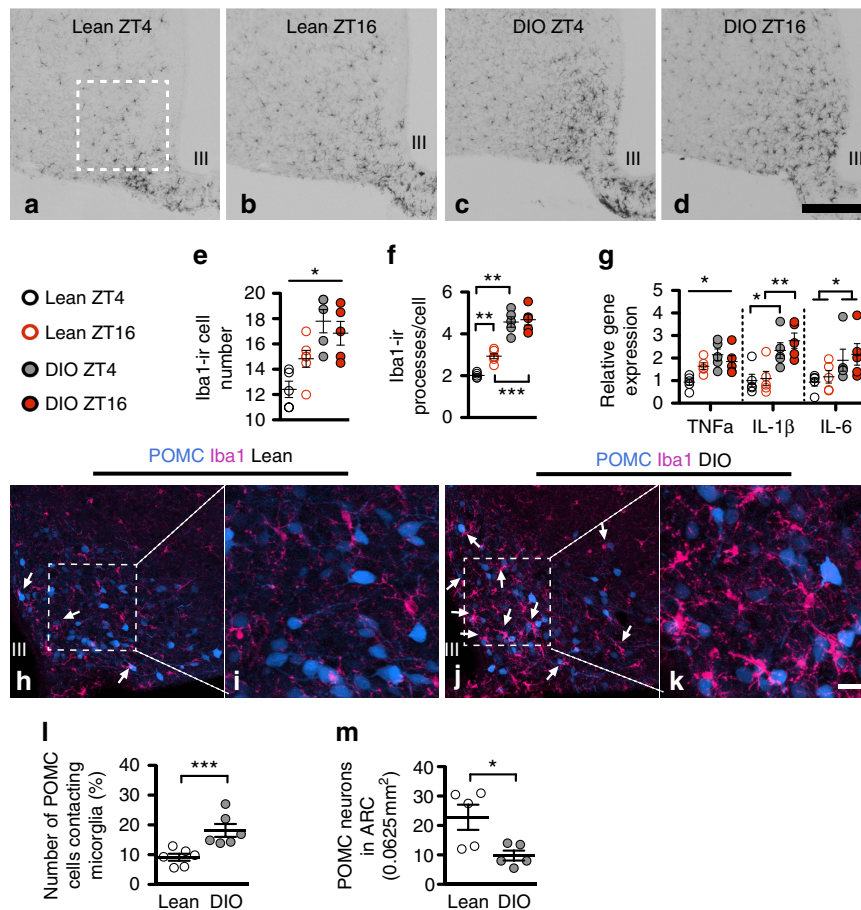 Lean ZT4
Lean ZT16
DIO ZT4
DIO ZT16
III
III
III
III
a
b
c
d
Lean ZT4
Lean ZT16
DIO ZT4
DIO ZT16
e
Iba1-ir cell
number
20
18
16
14
12
10
*
f
Iba1-ir
processes/cell
6
4
2
0
**
**
***
g
Relative gene
expression
5
4
3
2
1
0
*
*
**
*
TNFa
IL-1β
IL-6
POMC Iba1 Lean
POMC Iba1 DIO
III
III
h
i
j
k
l
Number of POMC
cells contacting
micorglia (%)
40
30
20
10
0
***
Lean
DIO
m
POMC neurons
in ARC
(0.0625mm²)
40
30
20
10
0
*
Lean
DIO